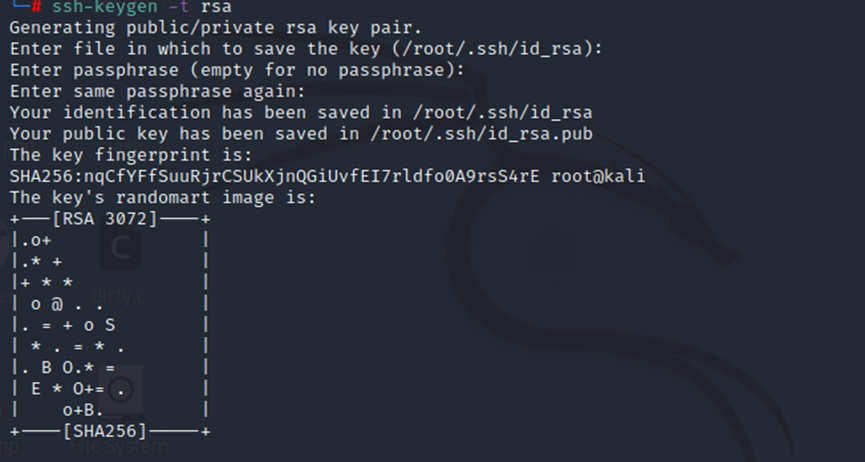 └─# ssh-keygen -t rsa
Generating public/private rsa key pair.
Enter file in which to save the key (/root/.ssh/id_rsa):
Enter passphrase (empty for no passphrase):
Enter same passphrase again:
Your identification has been saved in /root/.ssh/id_rsa
Your public key has been saved in /root/.ssh/id_rsa.pub
The key fingerprint is:
SHA256:nqCfYFfSuuRjrCSUkXjnQGiUvfEI7rldfo0A9rsS4rE root@kali
The key's randomart image is:
+---[RSA 3072]----+
|.o+              |
|.* +             |
|+ * *            |
| o @ . .         |
|. = + o S        |
| * . = * .       |
|. B O.* =        |
| E * O+= .       |
|    o+B.         |
+----[SHA256]-----+
C
dirty.c
File System